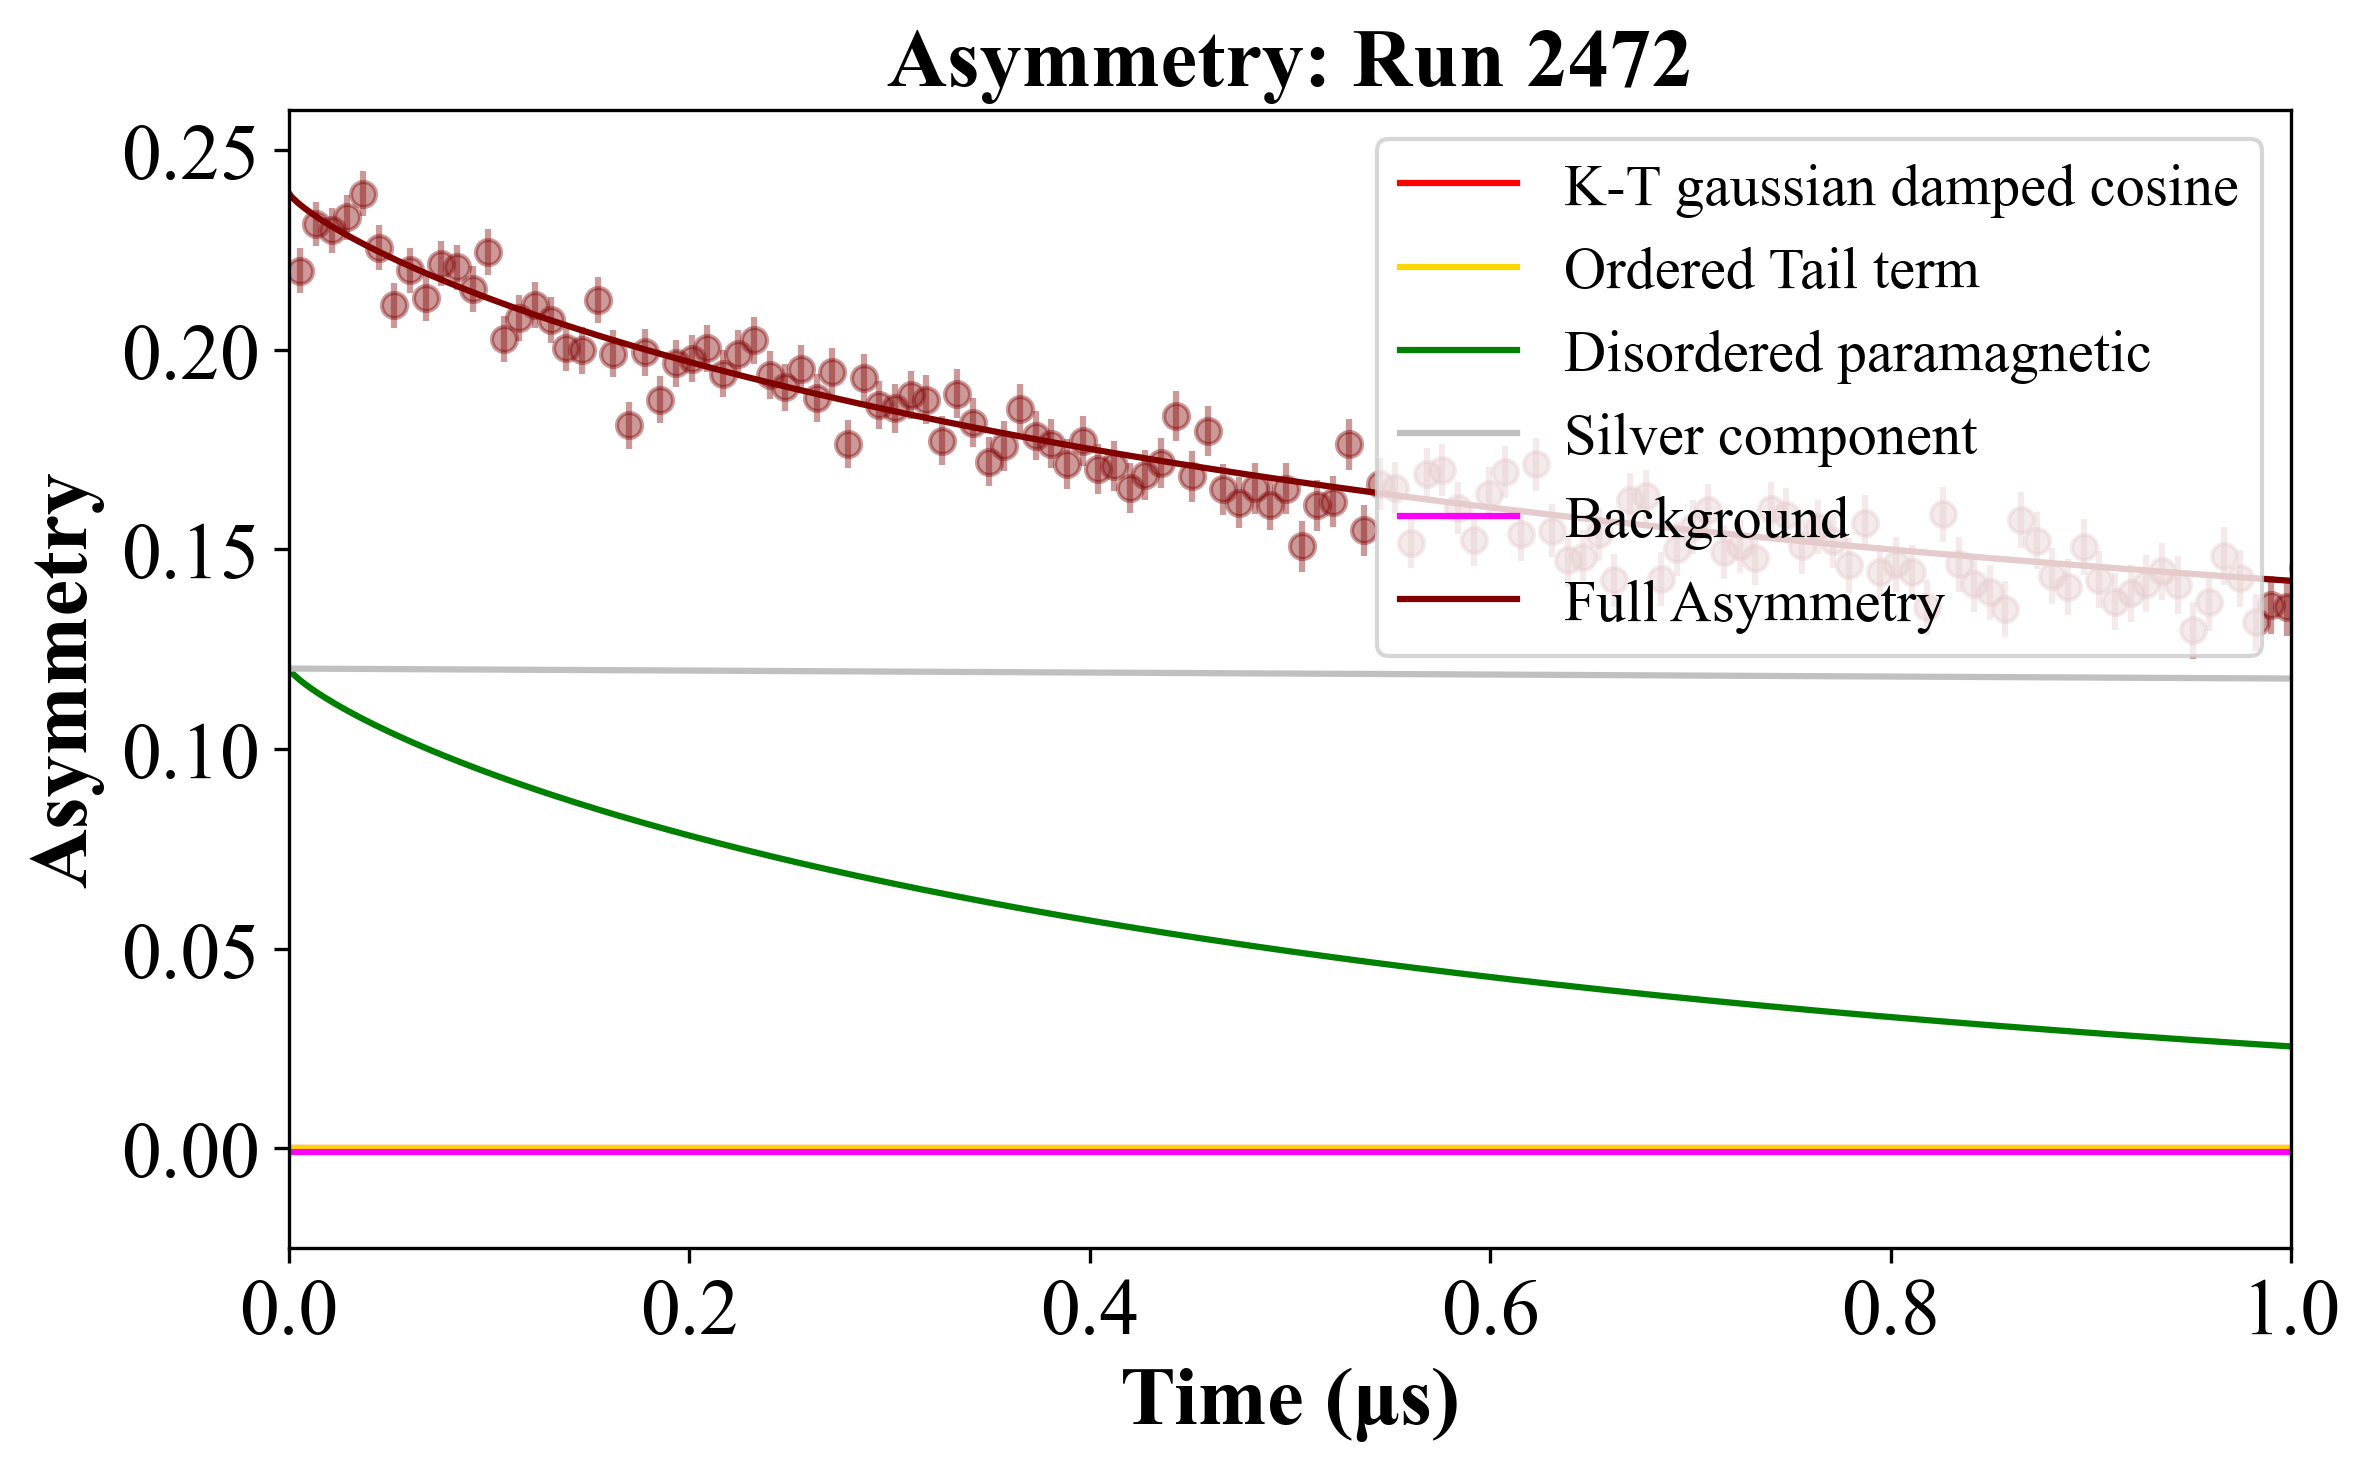 Asymmetry: Run 2472
0.25
0.20
0.15
0.10
0.05
0.00
Asymmetry
K-T gaussian damped cosine
Ordered Tail term
Disordered paramagnetic
Silver component
Background
Full Asymmetry
0.0 0.2 0.4 0.6 0.8 1.0
Time (μs)